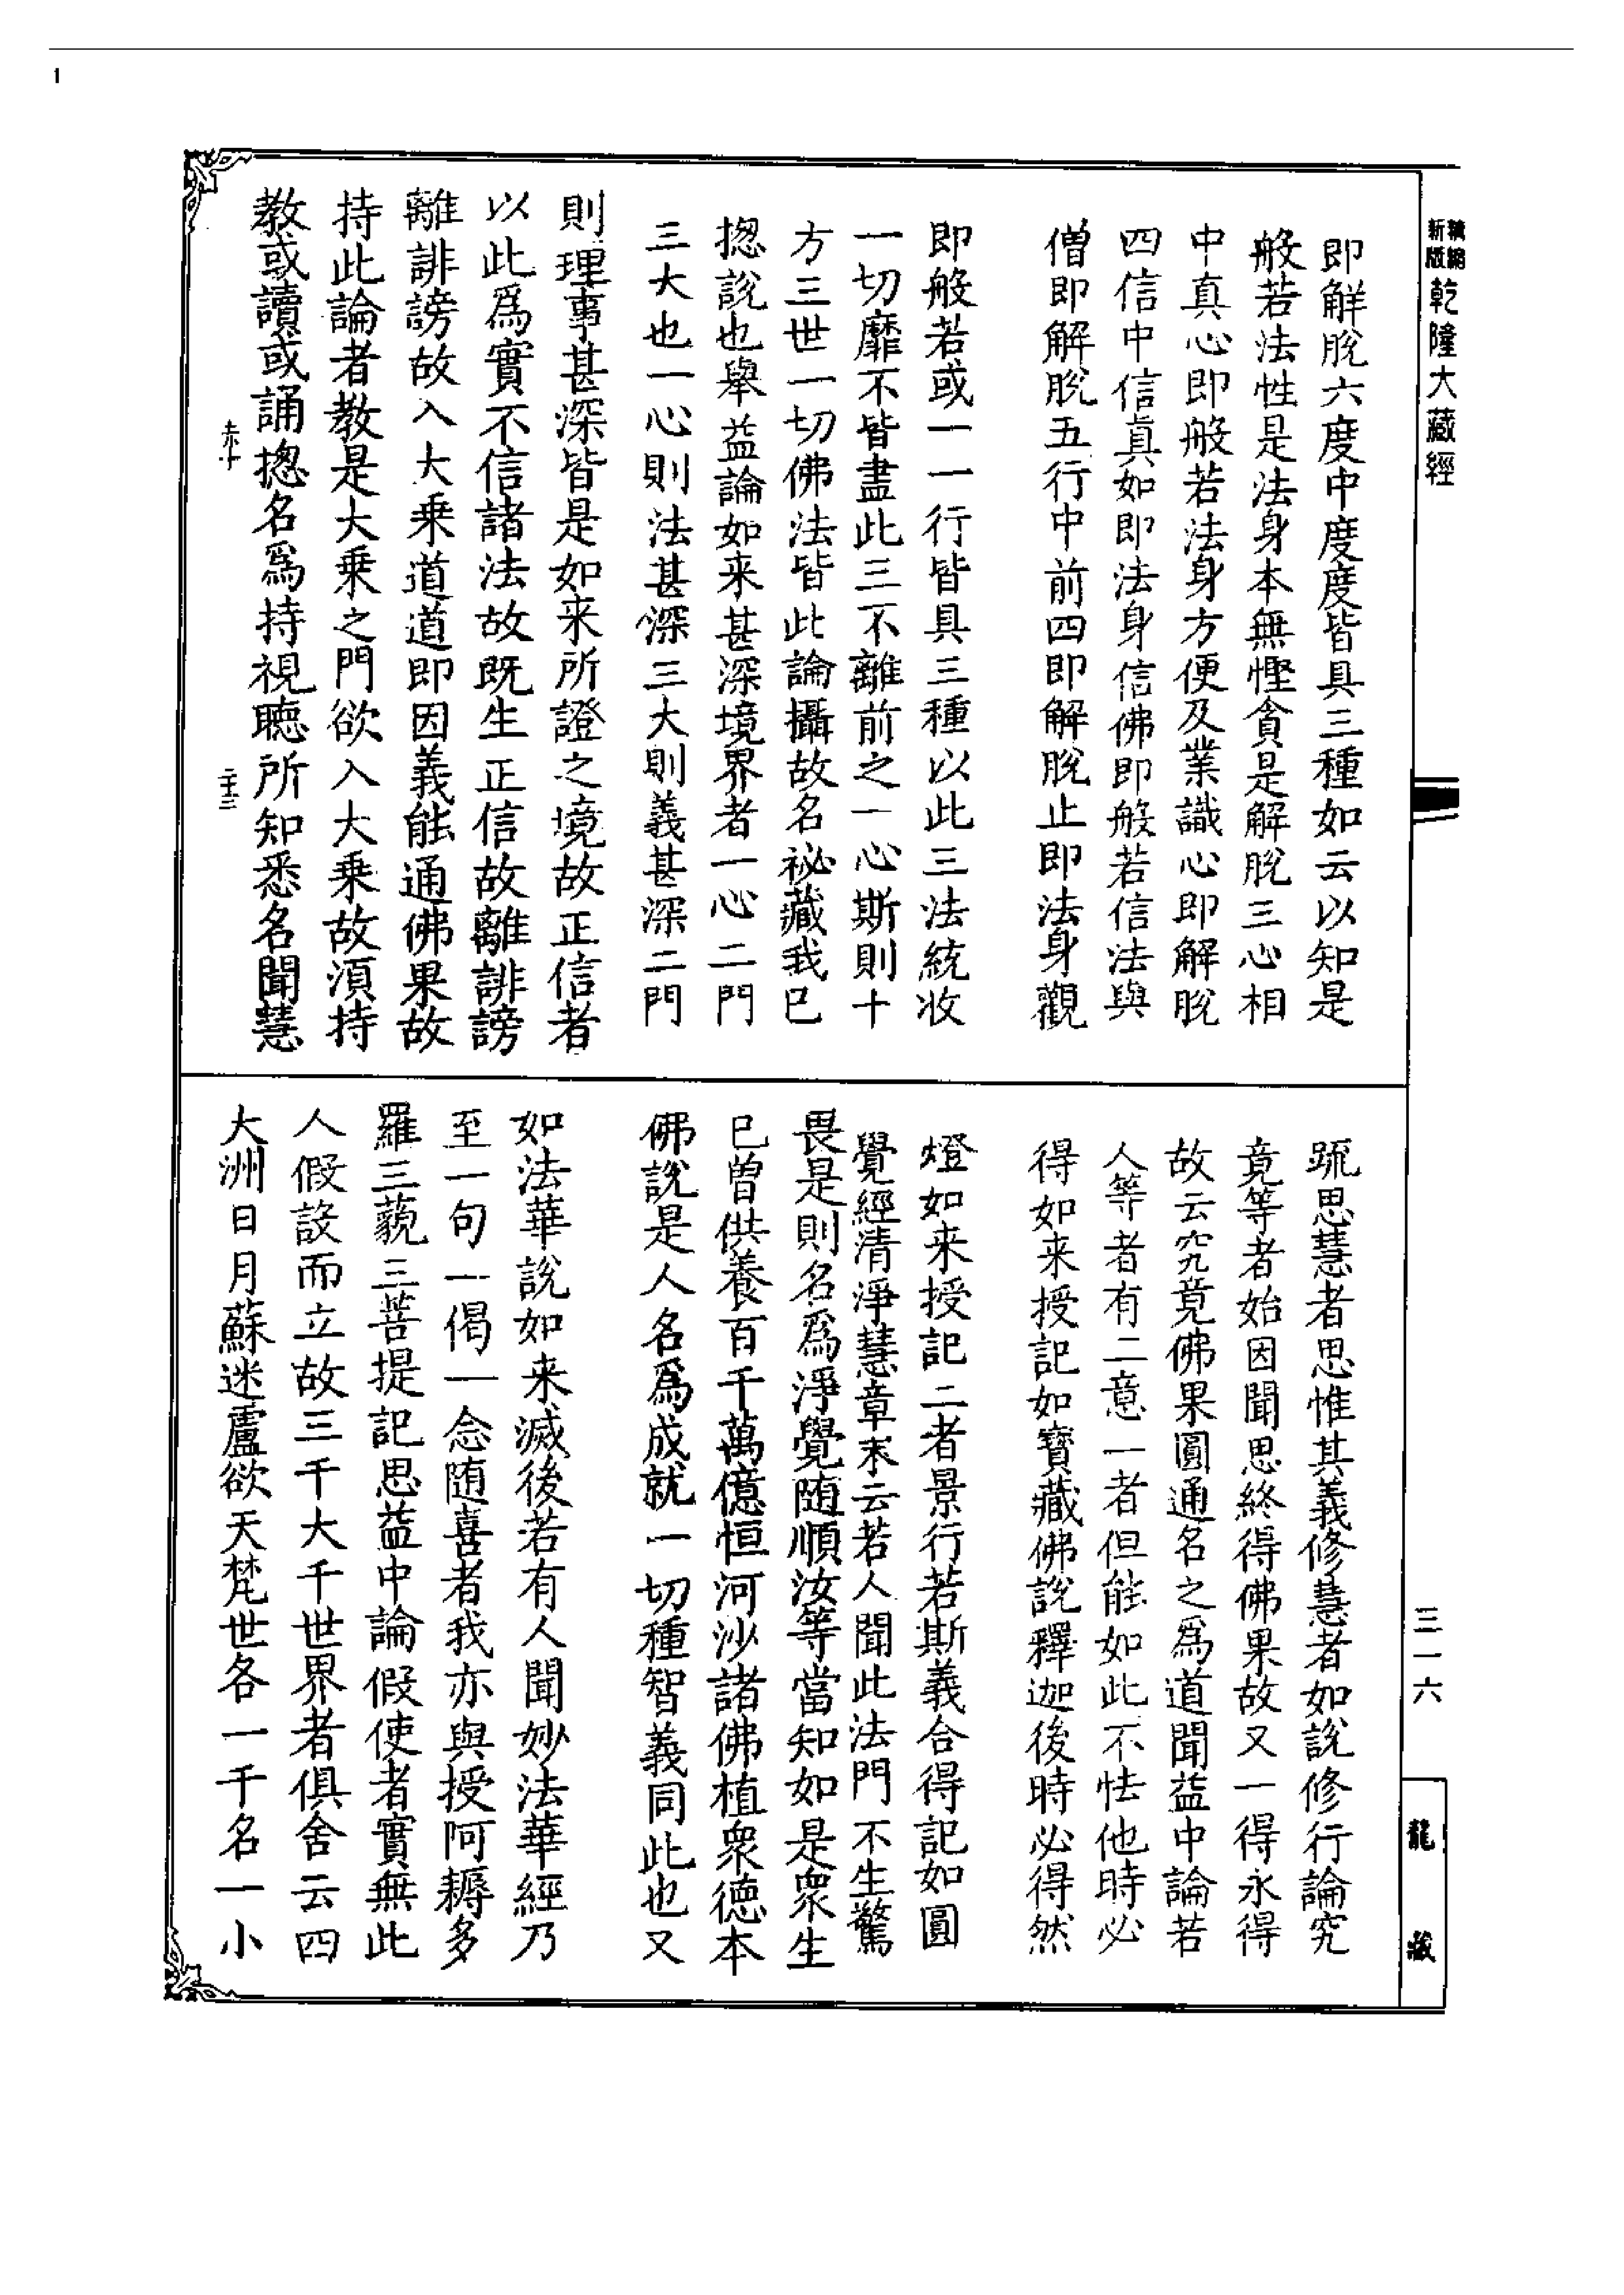 1
新版
精縮
乾隆大藏經
即解脫六度中度度皆具三種如云以知是
般若法性是法身本無慳貪是解脫三心相
中真心即般若法身方便及業識心即解脫
四信中信真如即法身信佛即般若信法與
僧即解脫五行中前四即解脫止即法身觀
即般若或一一行皆具三種以此三法統收
一切靡不皆盡此三不離前之一心斯則十
方三世一切佛法皆此論攝故名祕藏我已
揔說也舉益論如来甚深境界者一心二門
三大也一心則法甚深三大則義甚深二門
則理事甚深皆是如来所證之境故正信者
以此為實不信諸法故既生正信故離誹謗
離誹謗故入大乗道道即因義能通佛果故
持此論者教是大乗之門欲入大乗故須持
教或讀或誦揔名爲持視聴所知悉名聞慧
赤十
二十三
三一六
龍藏
䟽思慧者思惟其義修慧者如說修行論究
竟等者始因聞思終得佛果故又一得永得
故云究竟佛果圓通名之爲道聞益中論若
人等者有二意一者但能如此不怯他時必
得如来授記如寶藏佛說釋迦後時必得然
燈如来授記二者景行若斯義合得記如圓
覺經清淨慧章末云若人聞此法門不生驚
畏是則名爲淨覺随順汝等當知如是衆生
已曾供養百千萬億恒河沙諸佛植衆德本
佛說是人名爲成就一切種智義同此也又
如法華說如来滅後若有人聞妙法華經乃
至一句一偈一念随喜者我亦與授阿耨多
羅三藐三菩提記思益中論假使者實無此
人假設而立故三千大千世界者俱舍云四
大洲日月蘇迷盧欲天梵世各一千名一小